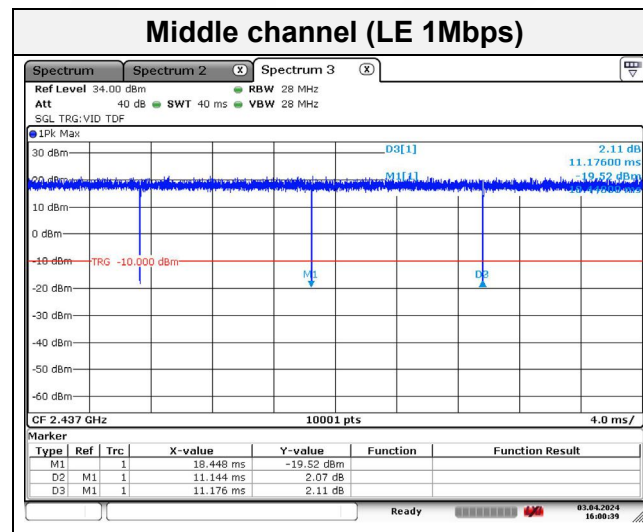 Middle channel (LE 1Mbps)
Spectrum Spectrum 2 X Spectrum 3 X
Ref Level 34.00 dBm RBW 28 MHz
Att 40 dB SWT 40 ms VBW 28 MHz
SGL TRG:VID TDF
1Pk Max
D3[1] 2.11 dB
11.17600 ms
M1[1] -19.52 dBm
30 dBm
20 dBm
10 dBm
0 dBm
-10 dBm TRG -10.000 dBm
M1 D3
-20 dBm
-30 dBm
-40 dBm
-50 dBm
-60 dBm
CF 2.437 GHz 10001 pts 4.0 ms/
Marker
Type Ref Trc X-value Y-value Function Function Result
M1 1 18.448 ms -19.52 dBm
D2 M1 1 11.144 ms 2.07 dB
D3 M1 1 11.176 ms 2.11 dB
Ready 03.04.2024
16:00:39